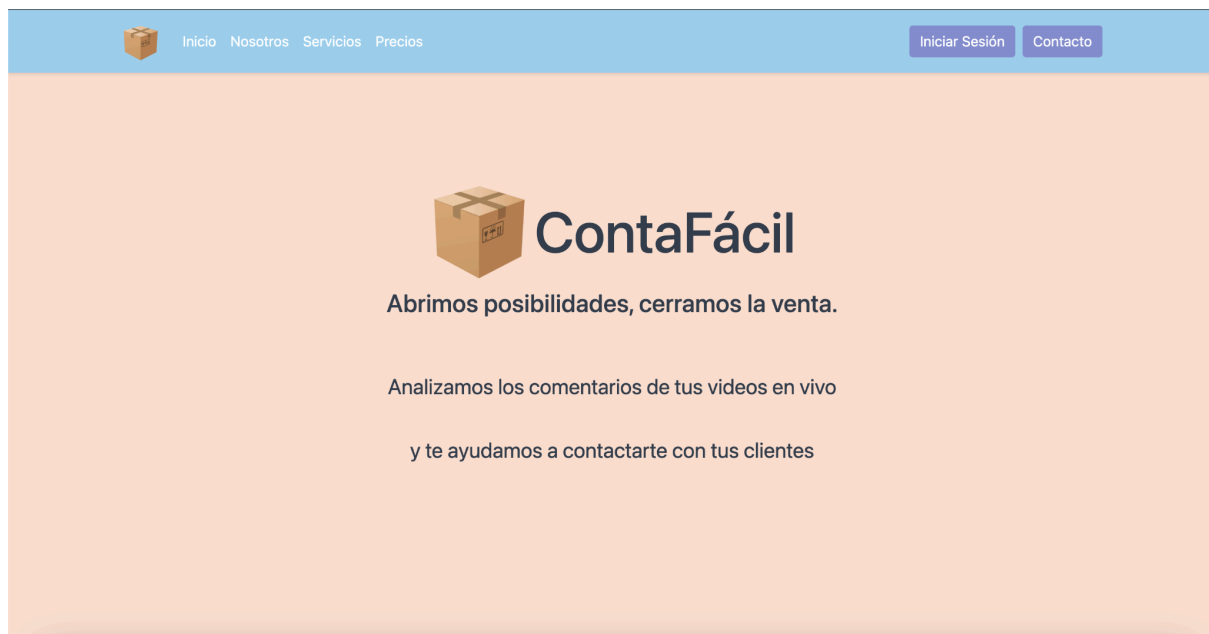 Inicio Nosotros Servicios Precios Iniciar Sesión Contacto
ContaFácil
Abrimos posibilidades, cerramos la venta.
Analizamos los comentarios de tus videos en vivo
y te ayudamos a contactarte con tus clientes